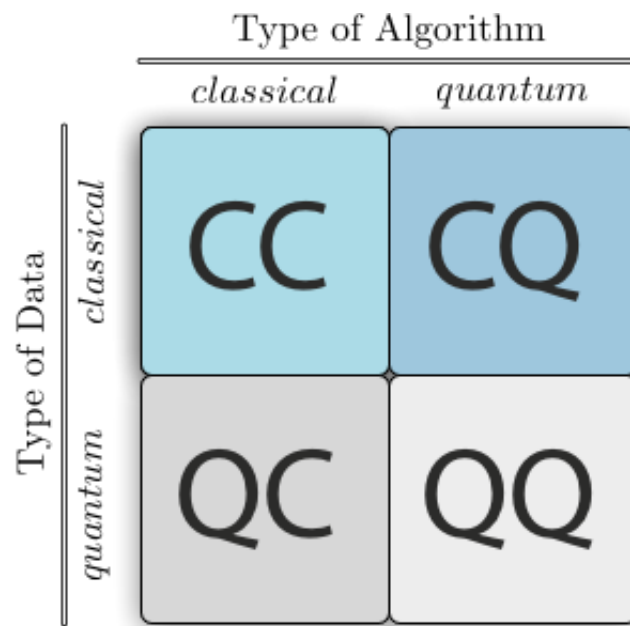 Type of Algorithm
classical quantum
Type of Data
classical
CC CQ
quantum
QC QQ